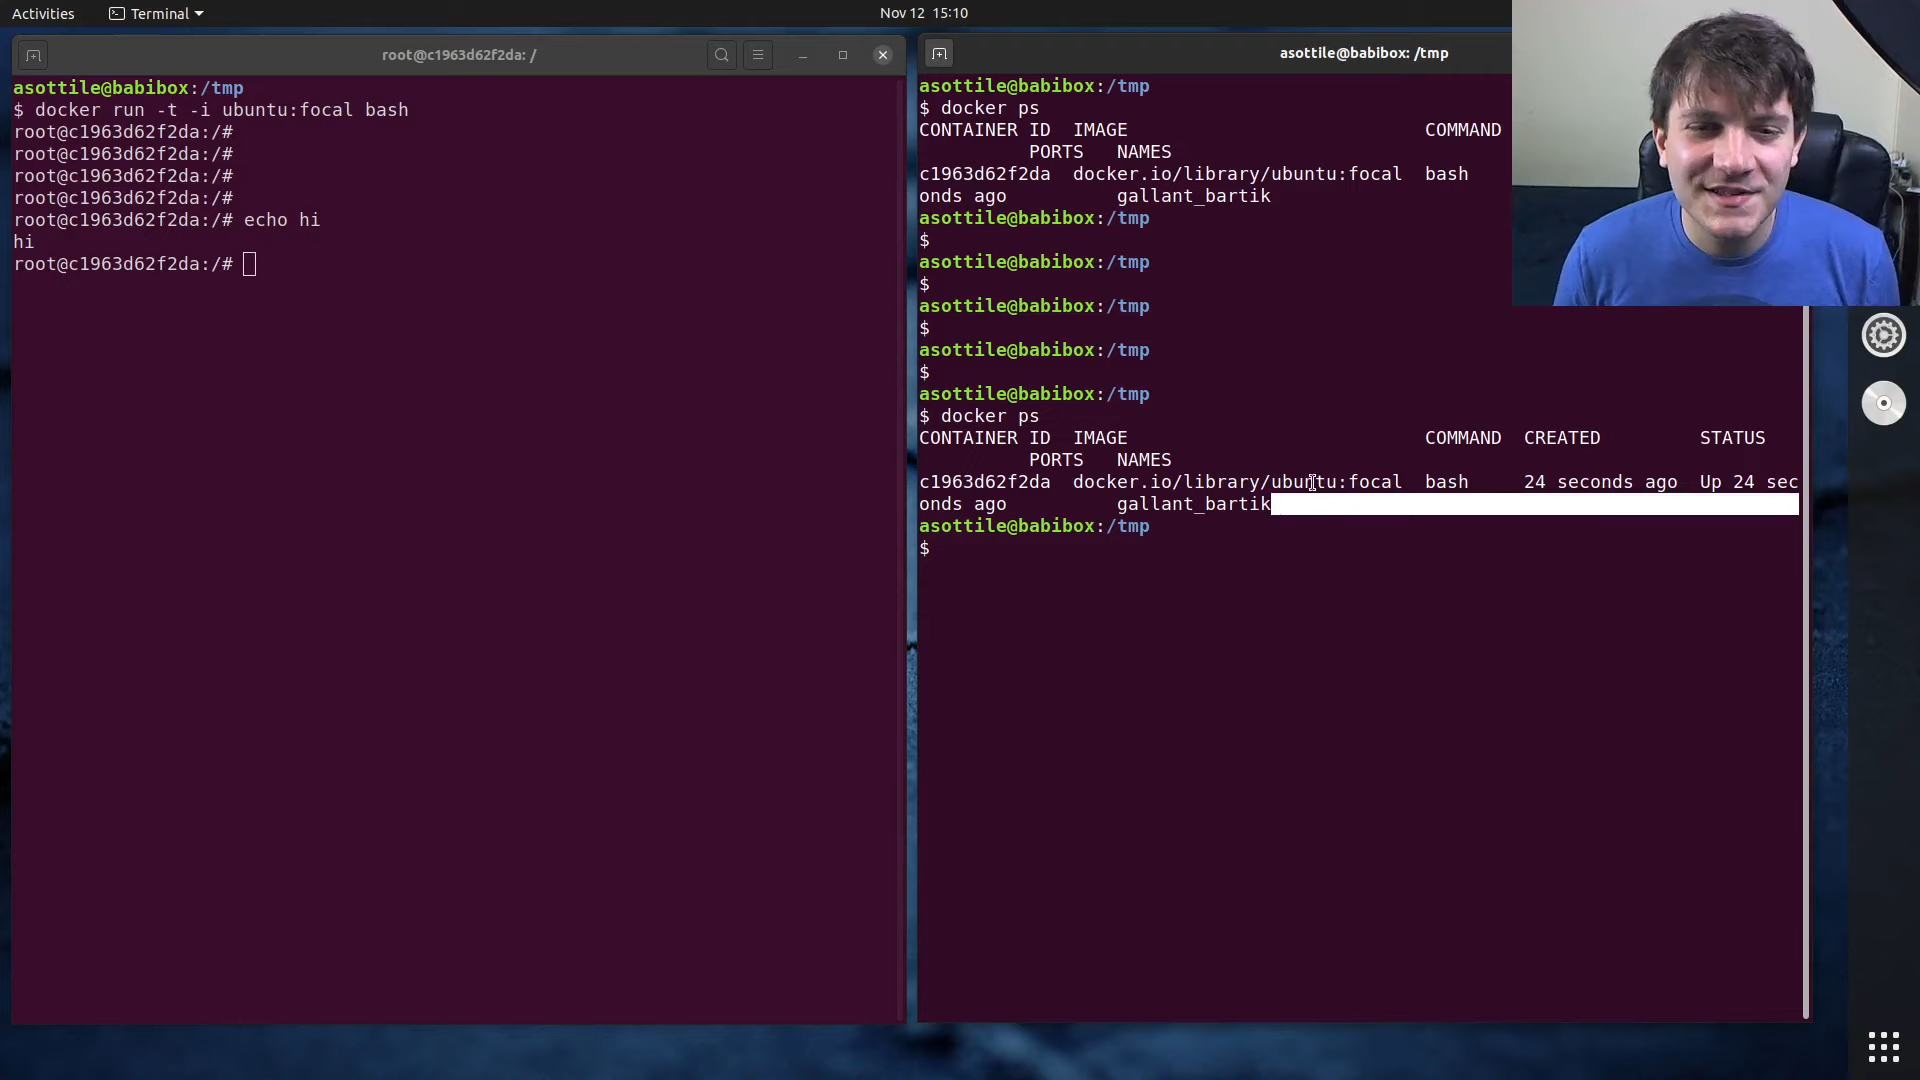 Activities
Terminal
Nov 12 15:10
root@c1963d62f2da: /
asottile@babibox:/tmp
$ docker run -t -i ubuntu:focal bash
root@c1963d62f2da:/#
root@c1963d62f2da:/#
root@c1963d62f2da:/#
root@c1963d62f2da:/#
root@c1963d62f2da:/# echo hi
hi
root@c1963d62f2da:/#
asottile@babibox: /tmp
asottile@babibox:/tmp
$ docker ps
CONTAINER ID  IMAGE  COMMAND
PORTS  NAMES
c1963d62f2da  docker.io/library/ubuntu:focal  bash
onds ago  gallant_bartik
asottile@babibox:/tmp
$
asottile@babibox:/tmp
$
asottile@babibox:/tmp
$
asottile@babibox:/tmp
$
asottile@babibox:/tmp
$ docker ps
CONTAINER ID  IMAGE  COMMAND  CREATED  STATUS
PORTS  NAMES
c1963d62f2da  docker.io/library/ubuntu:focal  bash  24 seconds ago  Up 24 sec
onds ago  gallant_bartik
asottile@babibox:/tmp
$